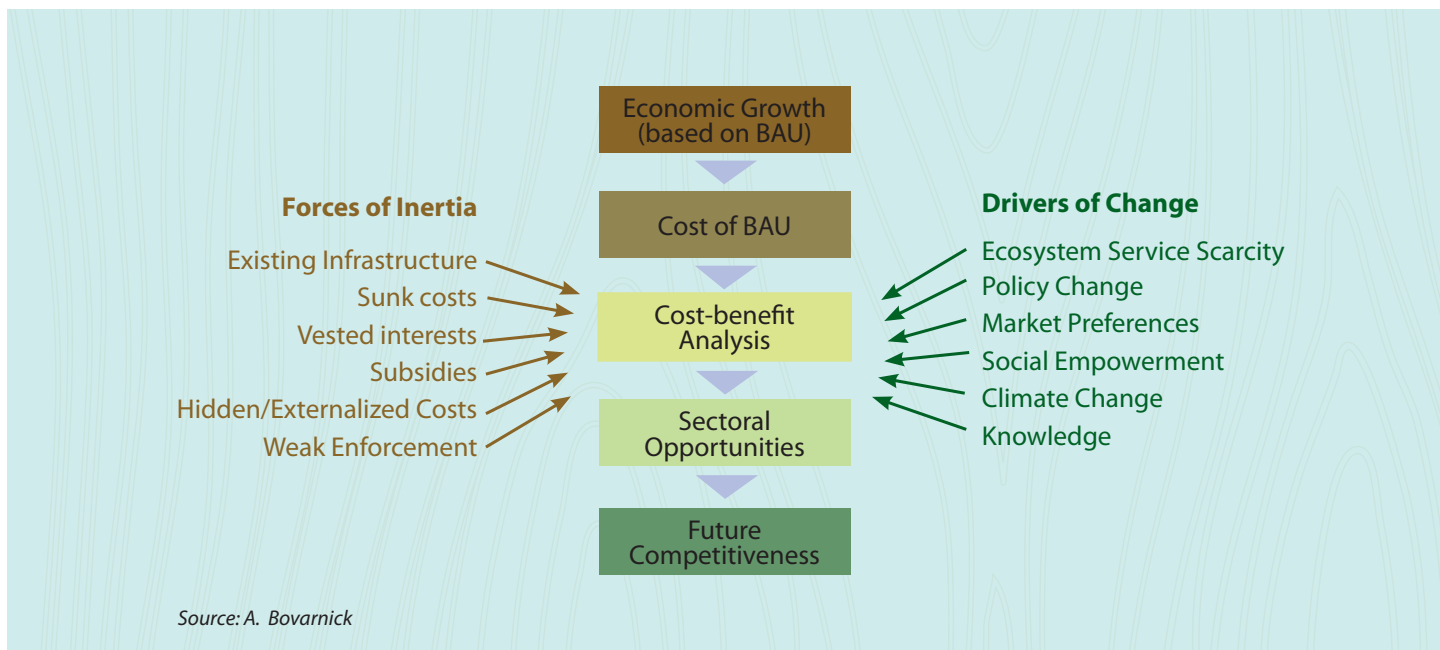 Economic Growth
(based on BAU)
Cost of BAU
Cost-benefit
Analysis
Sectoral
Opportunities
Future
Competitiveness
Forces of Inertia
Existing Infrastructure
Sunk costs
Vested interests
Subsidies
Hidden/Externalized Costs
Weak Enforcement
Drivers of Change
Ecosystem Service Scarcity
Policy Change
Market Preferences
Social Empowerment
Climate Change
Knowledge
Source: A. Bovarnick